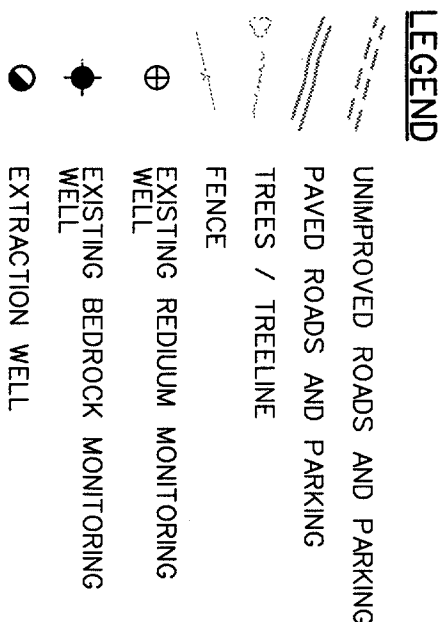 LEGEND
UNIMPROVED ROADS AND PARKING
PAVED ROADS AND PARKING
TREES / TREELINE
FENCE
EXISTING REDIUUM MONITORING
WELL
EXISTING BEDROCK MONITORING
WELL
EXTRACTION WELL